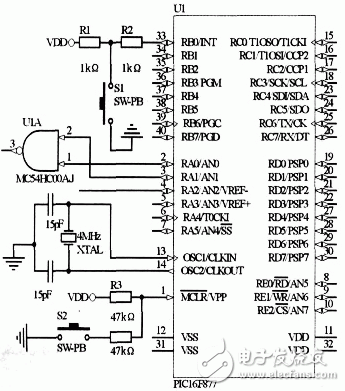 U1
R1
R2
VDD
1kΩ
1kΩ
S1
SW-PB
U1A
3
2
1
MC54HC00AJ
15pF
4MHz
XTAL
15pF
R3
VDD
47kΩ
S2
SW-PB
47kΩ
33 RB0/INT
34 RB1
35 RB2
36 RB3 PGM
37 RB4
38 RB5
39 RB6/PGC
40 RB7/PGD
2 RA0/AN0
3 RA1/AN1
4 RA2/AN2/VREF-
5 RA3/AN3/VREF+
6 RA4/T0CKI
7 RA5/AN4/SS
13 OSC1/CLKIN
14 OSC2/CLKOUT
1 MCLR/VPP
12 VSS
31 VSS
RC0/T1OSO/T1CKI 15
RC1/T1OSI/CCP2 16
RC2/CCP1 17
RC3/SCK/SCL 18
RC4 SDI/SDA 23
RC5 SDO 24
RC6/TX/CK 25
RC7/RX/DT 26
RD0/PSP0 19
RD1/PSP1 20
RD2/PSP2 21
RD3/PSP3 22
RD4/PSP4 27
RD5/PSP5 28
RD6/PSP6 29
RD7/PSP7 30
RE0/RD/AN5 8
RE1/WR/AN6 9
RE2/CS/AN7 10
VDD 11
VDD 32
PIC16F877
电子发烧友